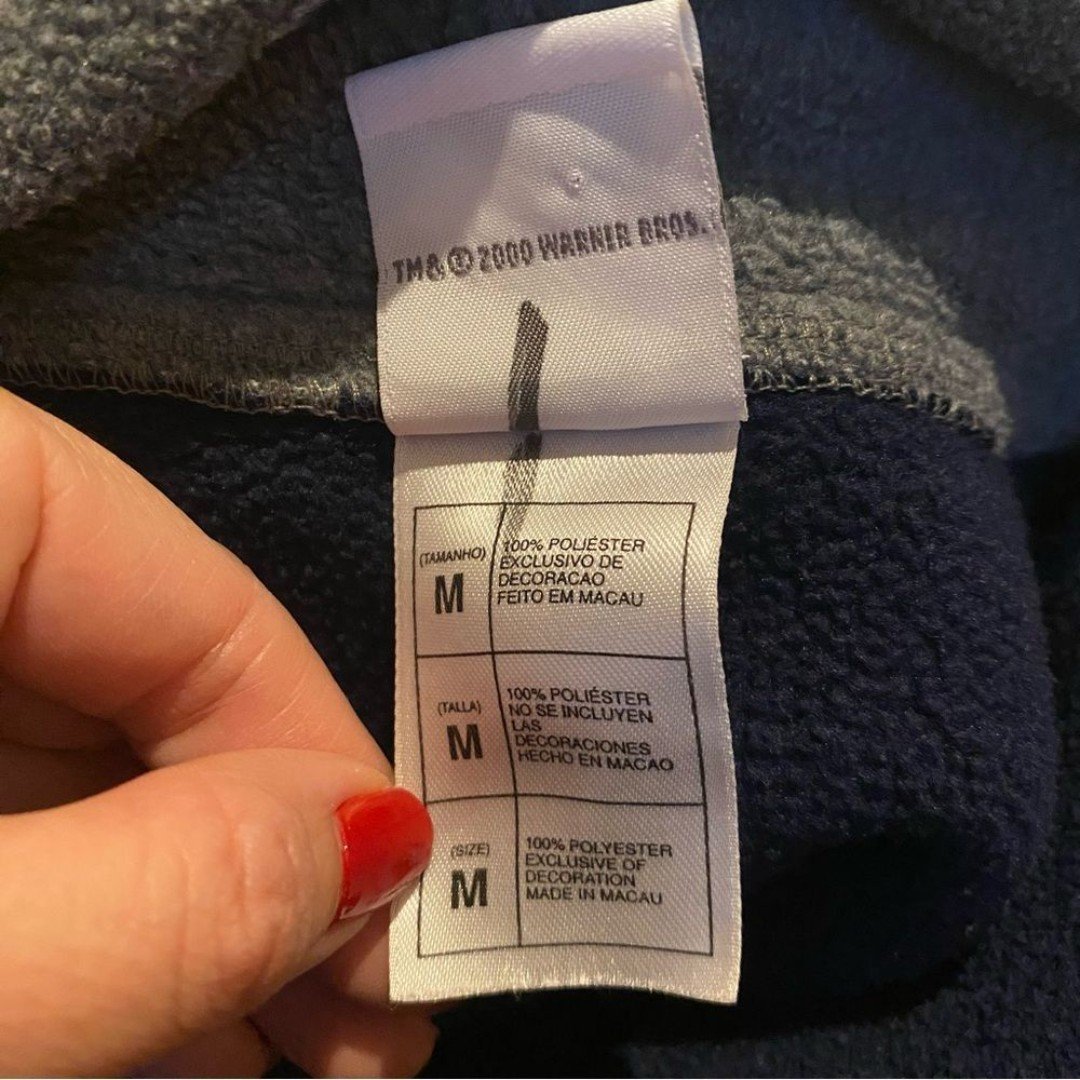 TM& © 2000 WARNER BROS.
(TAMANHO)
M
100% POLIÉSTER
EXCLUSIVO DE
DECORACAO
FEITO EM MACAU
(TALLA)
M
100% POLIÉSTER
NO SE INCLUYEN
LAS
DECORACIONES
HECHO EN MACAO
(SIZE)
M
100% POLYESTER
EXCLUSIVE OF
DECORATION
MADE IN MACAU